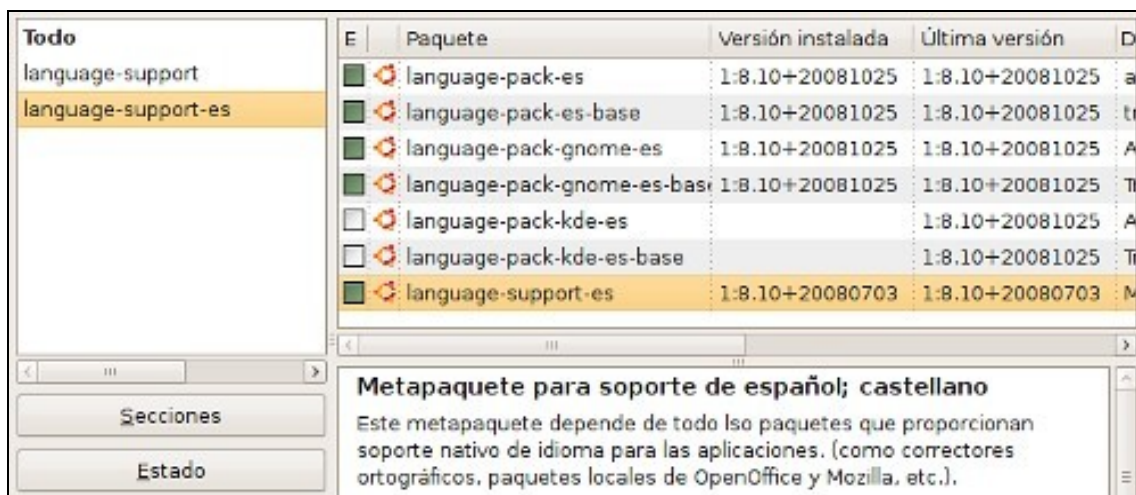 Todo
language-support
language-support-es
Secciones
Estado
E Paquete Versión instalada Última versión D
language-pack-es 1:8.10+20081025 1:8.10+20081025 a
language-pack-es-base 1:8.10+20081025 1:8.10+20081025
language-pack-gnome-es 1:8.10+20081025 1:8.10+20081025 A
language-pack-gnome-es-bas 1:8.10+20081025 1:8.10+20081025
language-pack-kde-es 1:8.10+20081025 A
language-pack-kde-es-base 1:8.10+20081025
language-support-es 1:8.10+20080703 1:8.10+20080703 M
Metapaquete para soporte de español; castellano
Este metapaquete depende de todo lso paquetes que proporcionan
soporte nativo de idioma para las aplicaciones. (como correctores
ortográficos, paquetes locales de OpenOffice y Mozilla, etc.).